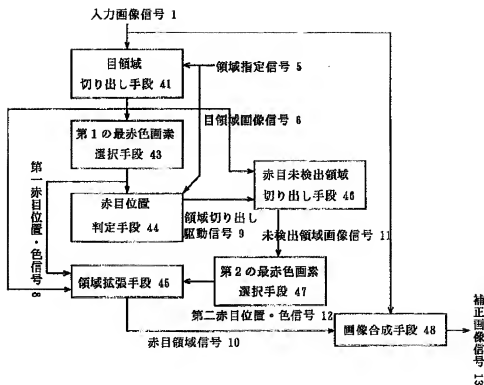 入力画像信号 1
目領域
切り出し手段 41
領域指定信号 5
目領域画像信号 6
第1の最赤色画素
選択手段 43
赤目未検出領域
切り出し手段 46
赤目位置
判定手段 44
領域切り出し
駆動信号 9
未検出領域画像信号 11
第一赤目位置・色信号 8
領域拡張手段 45
第2の最赤色画素
選択手段 47
第二赤目位置・色信号 12
赤目領域信号 10
画像合成手段 48
補正画像信号 13